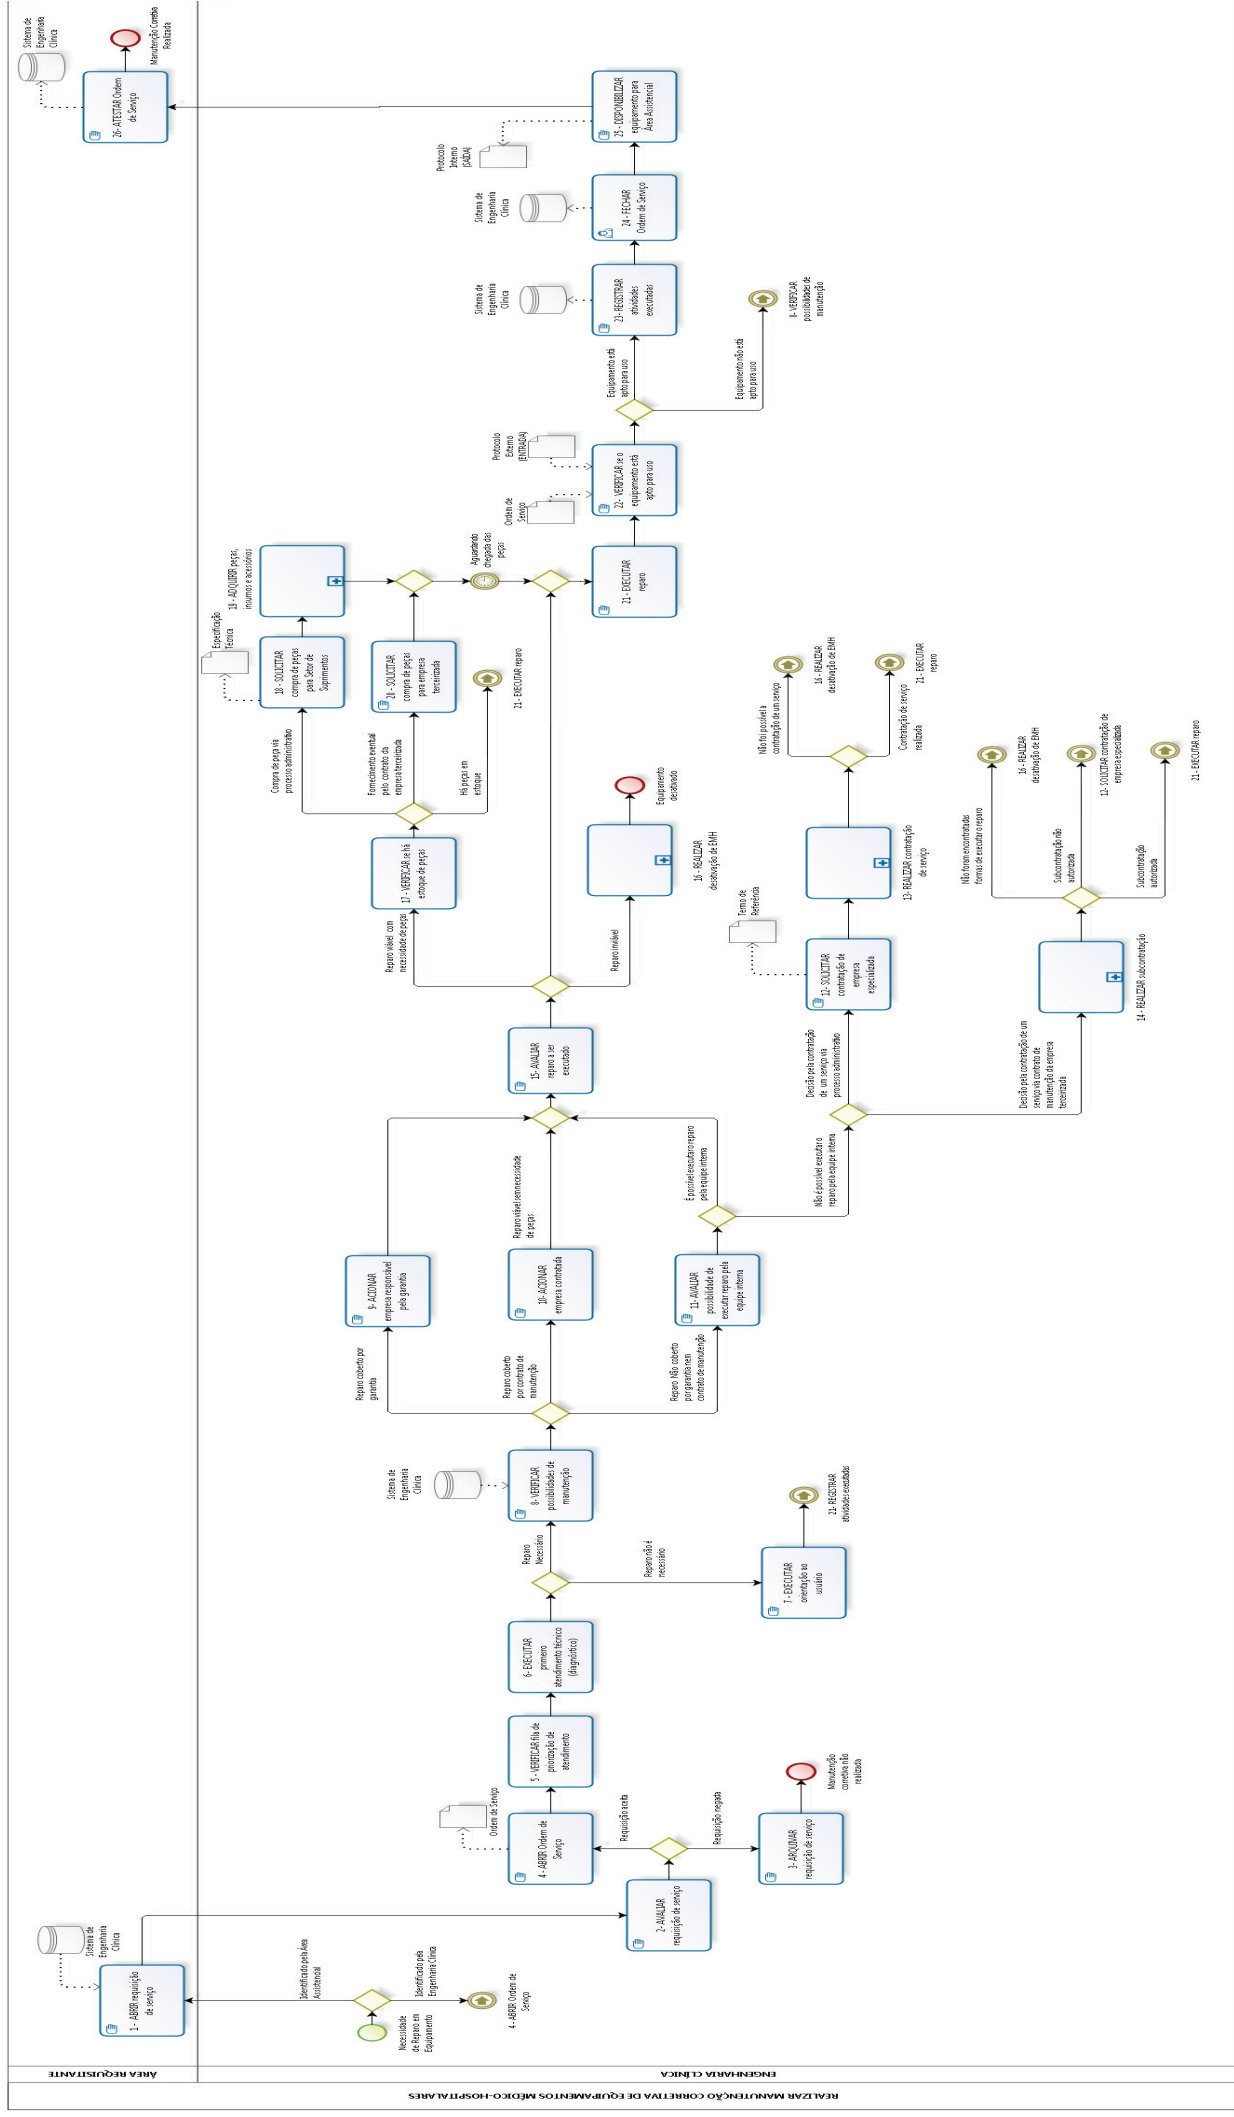 REALIZAR MANUTENÇÃO CORRETIVA DE EQUIPAMENTOS MÉDICO-HOSPITALARES
ÁREA REQUISITANTE
ENGENHARIA CLÍNICA
1 - ABRIR requisição
de serviço
Sistema de
Engenharia
Clínica
Necessidade
de Reparo em
Equipamento
Identificado pela Área
Assistencial
Identificado pela
Engenharia Clínica
4 - ABRIR Ordem de
Serviço
2 - AVALIAR
requisição de serviço
Requisição aceita
Requisição negada
3 - ARQUIVAR
requisição de serviço
Manutenção
corretiva não
realizada
4 - ABRIR Ordem de
Serviço
Ordem de Serviço
5 - VERIFICAR fila de
priorização de
atendimento
6- EXECUTAR
primeiro
atendimento técnico
(diagnóstico)
Reparo
Necessário
Reparo não é
necessário
7 - EXECUTAR
orientação ao
usuário
21- REGISTRAR
atividades executadas
8- VERIFICAR
possibilidades de
manutenção
Sistema de
Engenharia
Clínica
Reparo coberto por
garantia
Reparo coberto
por contrato de
manutenção
Reparo Não coberto
por garantia nem
contrato de manutenção
9- ACIONAR
empresa responsável
pela garantia
10- ACIONAR
empresa contratada
11- AVALIAR
possibilidade de
executar reparo pela
equipe interna
Reparo viável sem necessidade
de peças
É possível executar o reparo
pela equipe interna
Não é possível executar o
reparo pela equipe interna
15- AVALIAR
reparo a ser
executado
Decisão pela contratação
de um serviço via
processo administrativo
Decisão pela contratação de um
serviço via contrato de
manutenção da empresa
terceirizada
12- SOLICITAR
contratação de
empresa
especializada
Termo de
Referência
13- REALIZAR contratação
de serviço
Não foi possível a
contratação de um serviço
Contratação de serviço
realizada
16 - REALIZAR
desativação de EMH
21 - EXECUTAR
reparo
14 - REALIZAR subcontratação
Não foram encontradas
formas de executar o reparo
Subcontratação não
autorizada
Subcontratação
autorizada
16 - REALIZAR
desativação de EMH
12- SOLICITAR contratação de
empresa especializada
21 - EXECUTAR reparo
Reparo viável com
necessidade de peças
Reparo inviável
16 - REALIZAR
desativação de EMH
Equipamento
desativado
17 - VERIFICAR se há
estoque de peças
Compra de peça via
processo administrativo
Fornecimento eventual
pelo contrato da
empresa terceirizada
Há peças em
estoque
18 - SOLICITAR
compra de peças
para Setor de
Suprimentos
Especificação
Técnica
19 - ADQUIRIR peças,
insumos e acessórios
20 - SOLICITAR
compra de peças
para empresa
terceirizada
21 - EXECUTAR reparo
Aguardando
chegada das
peças
21 - EXECUTAR
reparo
22 - VERIFICAR se o
equipamento está
apto para uso
Ordem de
Serviço
Protocolo
Externo
(ENTRADA)
Equipamento está
apto para uso
Equipamento não está
apto para uso
8- VERIFICAR
possibilidades de
manutenção
23 - REGISTRAR
atividades
executadas
Sistema de
Engenharia
Clínica
24 - FECHAR
Ordem de Serviço
Sistema de
Engenharia
Clínica
25 - DISPONIBILIZAR
equipamento para
Área Assistencial
Protocolo
Interno
(SAÍDA)
26- ATESTAR Ordem
de Serviço
Sistema de
Engenharia
Clínica
Manutenção Corretiva
Realizada